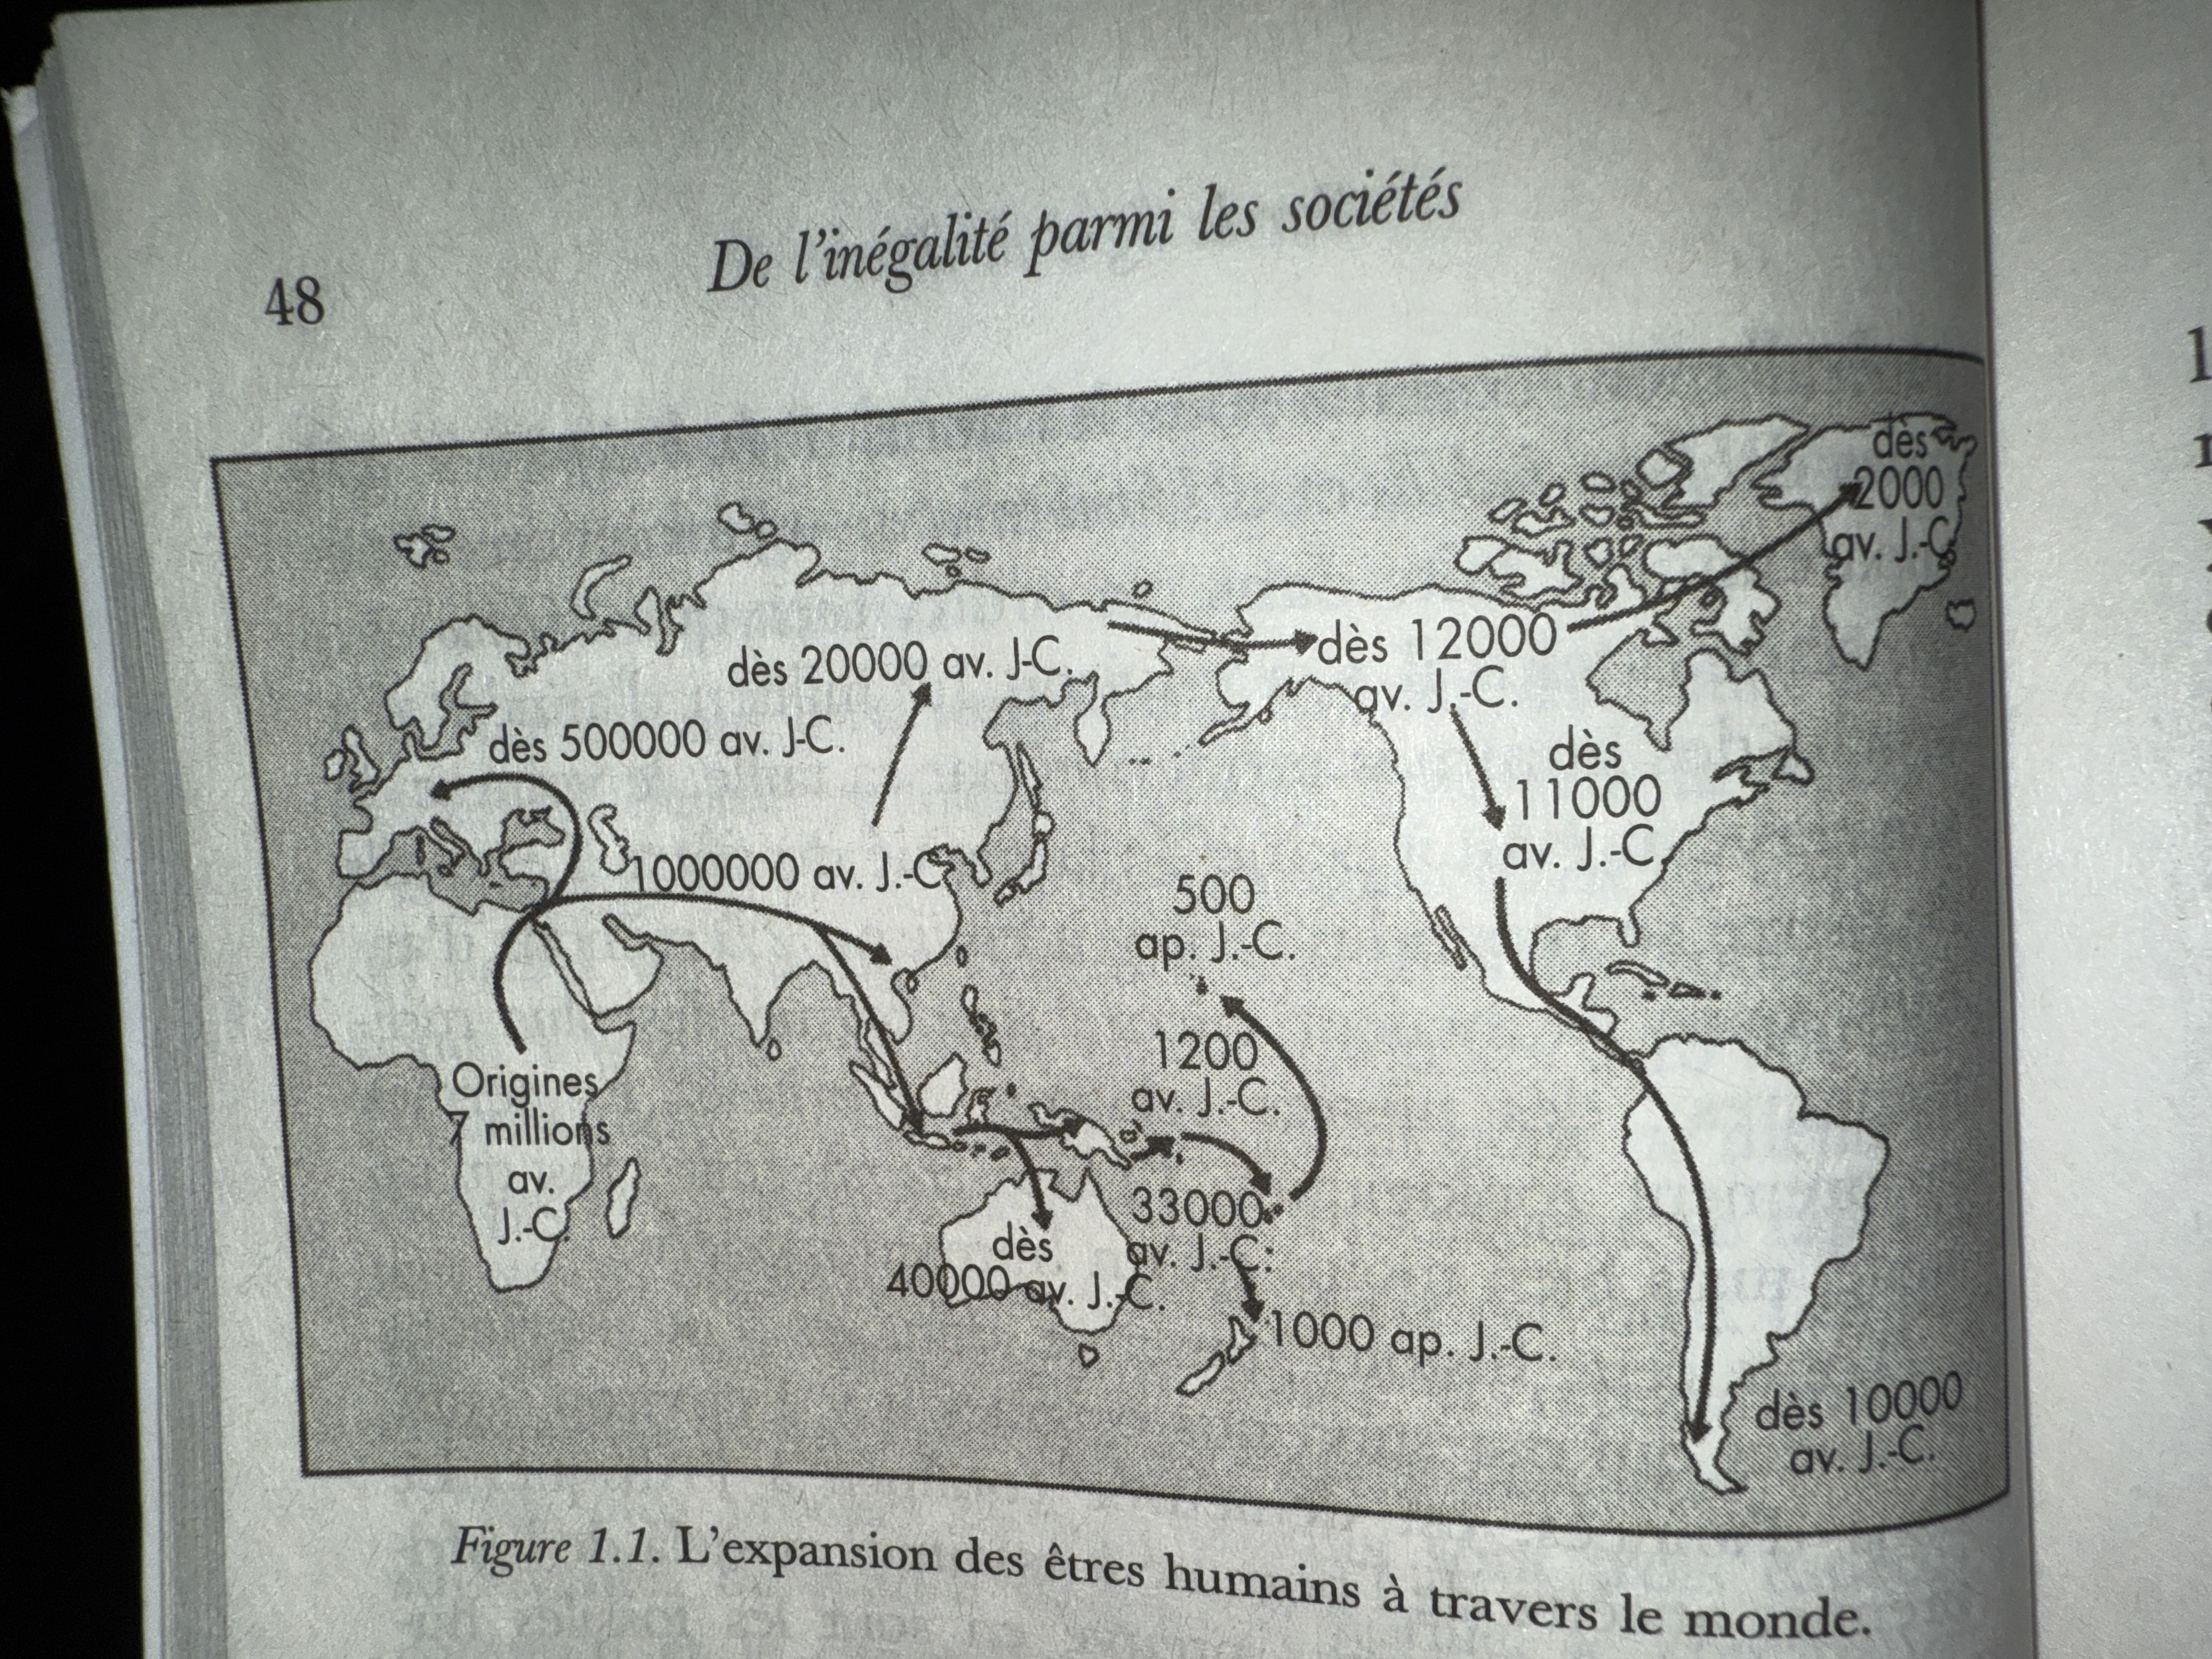 48
De l'inégalité parmi les sociétés
dès
2000
av. J.-C
dès 12000
av. J.-C.
dès 20000 av. J-C.
dès 500000 av. J-C.
dès
11000
av. J.-C.
1000000 av. J.-C
500
ap. J.-C.
1200
av. J.-C.
Origines
7 millions
av.
J.-C.
33000
av. J.-C.
dès
40000 av. J.-C.
1000 ap. J.-C.
dès 10000
av. J.-C.
Figure 1.1. L'expansion des êtres humains à travers le monde.